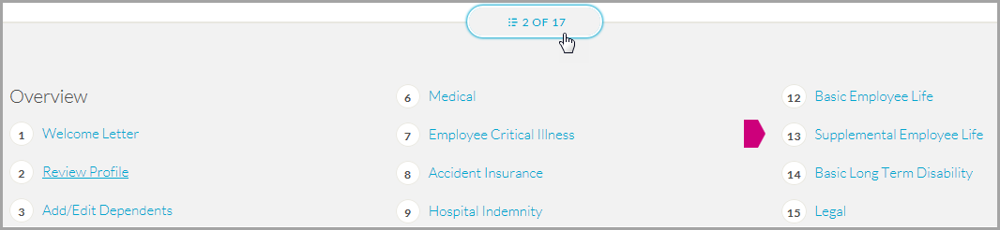 2 OF 17
Overview
1 Welcome Letter
2 Review Profile
3 Add/Edit Dependents
6 Medical
7 Employee Critical Illness
8 Accident Insurance
9 Hospital Indemnity
12 Basic Employee Life
13 Supplemental Employee Life
14 Basic Long Term Disability
15 Legal